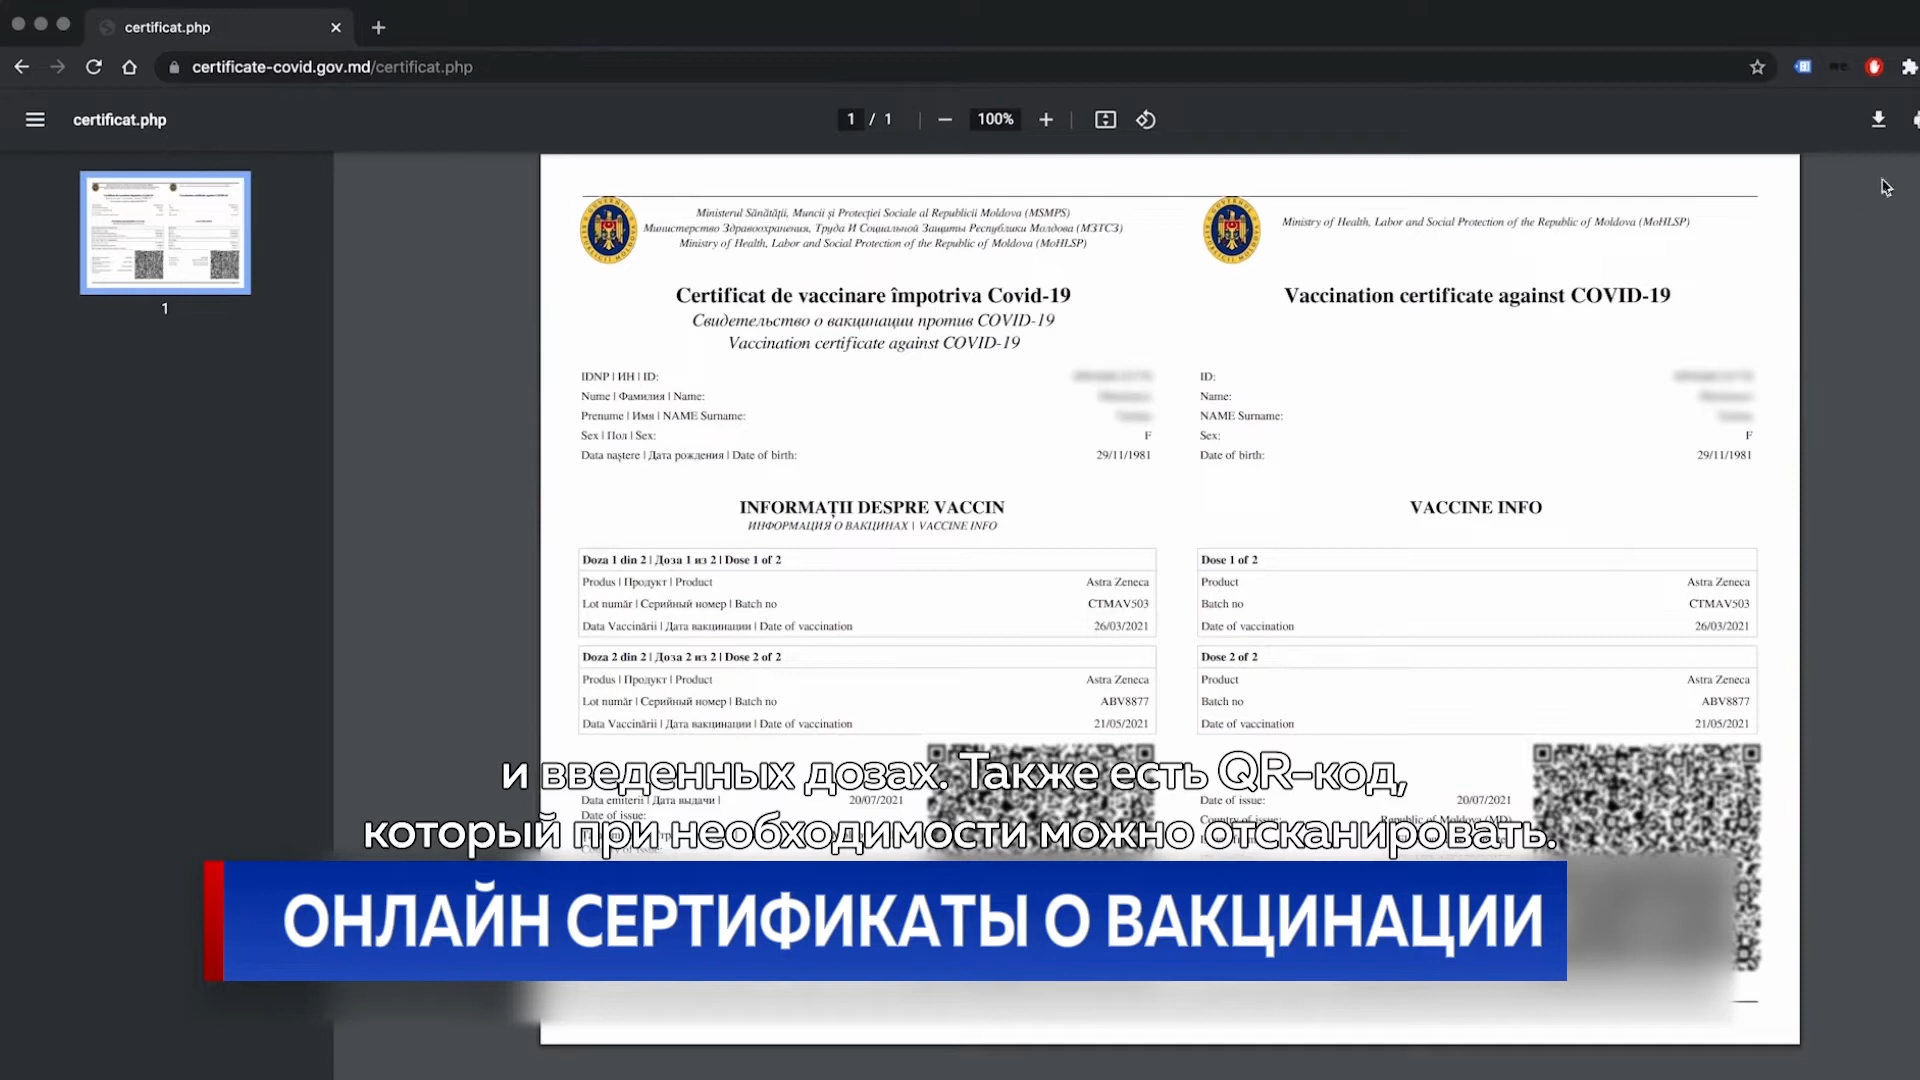 certificat.php
certificate-covid.gov.md/certificat.php
certificat.php
1 / 1
100%
1
Ministerul Sănătății, Muncii și Protecției Sociale al Republicii Moldova (MSMPS)
Министерство Здравоохранения, Труда И Социальной Защиты Республики Молдова (МЗТСЗ)
Ministry of Health, Labor and Social Protection of the Republic of Moldova (MoHLSP)
Certificat de vaccinare împotriva Covid-19
Свидетельство о вакцинации против COVID-19
Vaccination certificate against COVID-19
IDNP | ИН | ID:
Nume | Фамилия | Name:
Prenume | Имя | NAME Surname:
Sex | Пол | Sex: F
Data naștere | Дата рождения | Date of birth: 29/11/1981
INFORMAȚII DESPRE VACCIN
ИНФОРМАЦИЯ О ВАКЦИНАХ | VACCINE INFO
Doza 1 din 2 | Доза 1 из 2 | Dose 1 of 2
Produs | Продукт | Product Astra Zeneca
Lot număr | Серийный номер | Batch no CTMAV503
Data Vaccinării | Дата вакцинации | Date of vaccination 26/03/2021
Doza 2 din 2 | Доза 2 из 2 | Dose 2 of 2
Produs | Продукт | Product Astra Zeneca
Lot număr | Серийный номер | Batch no ABV8877
Data Vaccinării | Дата вакцинации | Date of vaccination 21/05/2021
Data emiterii | Дата выдачи | 20/07/2021
Date of issue:
Ministry of Health, Labor and Social Protection of the Republic of Moldova (MoHLSP)
Vaccination certificate against COVID-19
ID:
Name:
NAME Surname:
Sex: F
Date of birth: 29/11/1981
VACCINE INFO
Dose 1 of 2
Product Astra Zeneca
Batch no CTMAV503
Date of vaccination 26/03/2021
Dose 2 of 2
Product Astra Zeneca
Batch no ABV8877
Date of vaccination 21/05/2021
Date of issue: 20/07/2021
Country of issue: Republic of Moldova (MD)
и введенных дозах. Также есть QR-код,
который при необходимости можно отсканировать.
ОНЛАЙН СЕРТИФИКАТЫ О ВАКЦИНАЦИИ